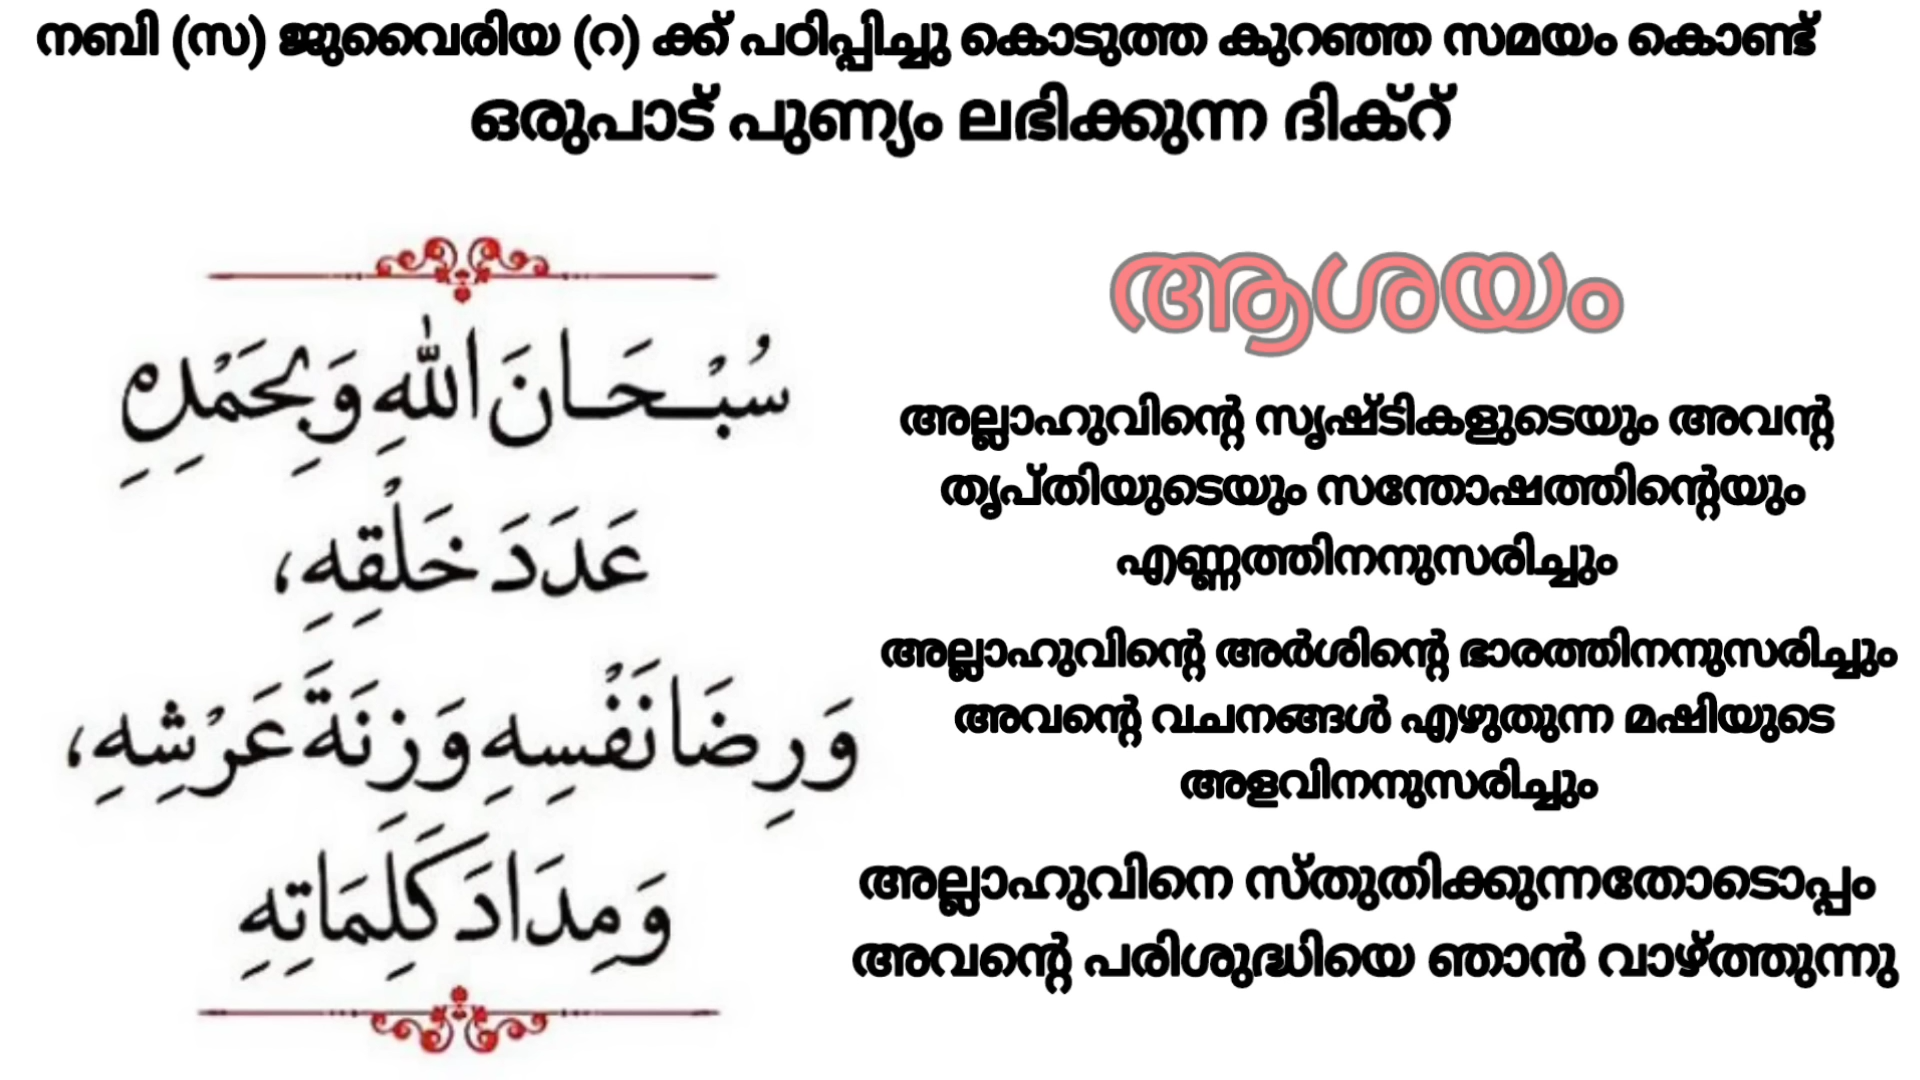 നബി (സ) ജുവൈരിയ (റ) ക്ക് പഠിപ്പിച്ചു കൊടുത്ത കുറഞ്ഞ സമയം കൊണ്ട്
ഒരുപാട് പുണ്യം ലഭിക്കുന്ന ദിക്റ്
سُبْحَانَ اللهِ وَبِحَمْدِهِ
عَدَدَ خَلْقِهِ،
وَرِضَا نَفْسِهِ وَزِنَةَ عَرْشِهِ،
وَمِدَادَ كَلِمَاتِهِ
ആശയം
അല്ലാഹുവിന്റെ സൃഷ്ടികളുടെയും അവന്റ
തൃപ്തിയുടെയും സന്തോഷത്തിന്റെയും
എണ്ണത്തിനനുസരിച്ചും
അല്ലാഹുവിന്റെ അർശിന്റെ ഭാരത്തിനനുസരിച്ചും
അവന്റെ വചനങ്ങൾ എഴുതുന്ന മഷിയുടെ
അളവിനനുസരിച്ചും
അല്ലാഹുവിനെ സ്തുതിക്കുന്നതോടൊപ്പം
അവന്റെ പരിശുദ്ധിയെ ഞാൻ വാഴ്ത്തുന്നു